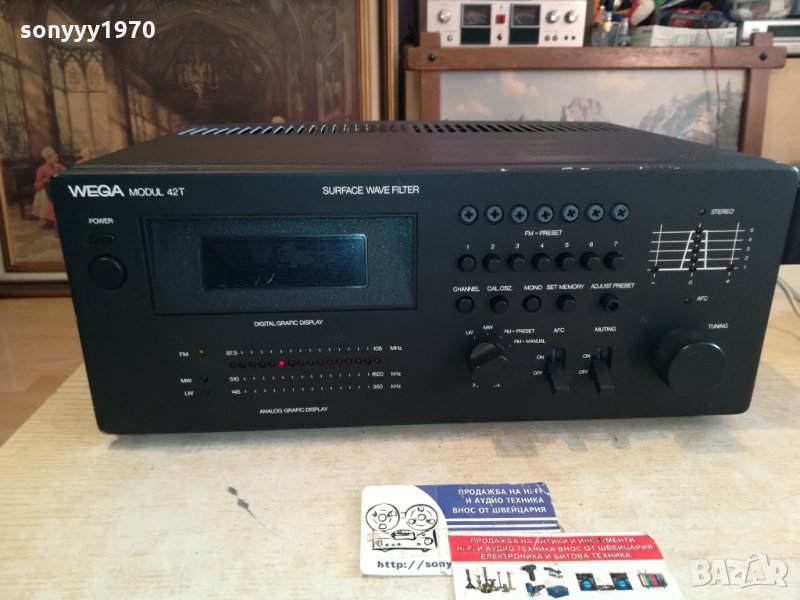 sonyyy1970
WEGA MODUL 42T
SURFACE WAVE FILTER
POWER
DIGITAL GRAFIC DISPLAY
FM 87,5 108 MHz
MW 510 1620 kHz
LW 145 350 kHz
ANALOG GRAFIC DISPLAY
FM – PRESET
1 2 3 4 5 6 7
CHANNEL CAL. OSZ. MONO SET MEMORY ADJUST PRESET
STEREO
5
4
3
2
1
– 0 +
AFC
LW MW FM-PRESET FM-MANUAL
AFC MUTING TUNING
ON ON
OFF OFF
ПРОДАЖБА НА Hi-Fi
И АУДИО ТЕХНИКА
ВНОС ОТ ШВЕЙЦАРИЯ
http://sony
ПРОДАЖБА НА АНТИКИ И ИНСТРУМЕНТИ
Hi-Fi И АУДИО ТЕХНИКА ВНОС ОТ ШВЕЙЦАРИЯ
ЕЛЕКТРОНИКА И БИТОВА ТЕХНИКА
BAZAR